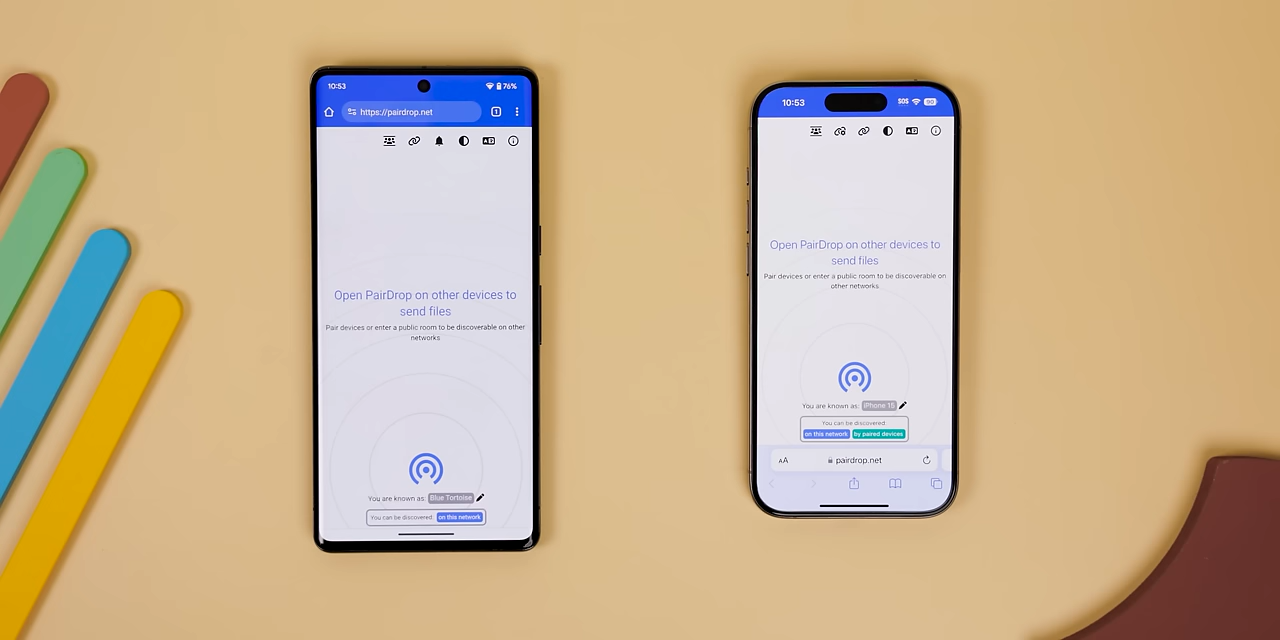 10:53
76%
https://pairdrop.net
1
Open PairDrop on other devices to
send files
Pair devices or enter a public room to be discoverable on other
networks
You are known as: Blue Tortoise
You can be discovered: on this network
10:53
SOS
90
Open PairDrop on other devices to
send files
Pair devices or enter a public room to be discoverable on
other networks
You are known as: iPhone 15
You can be discovered:
on this network by paired devices
AA pairdrop.net